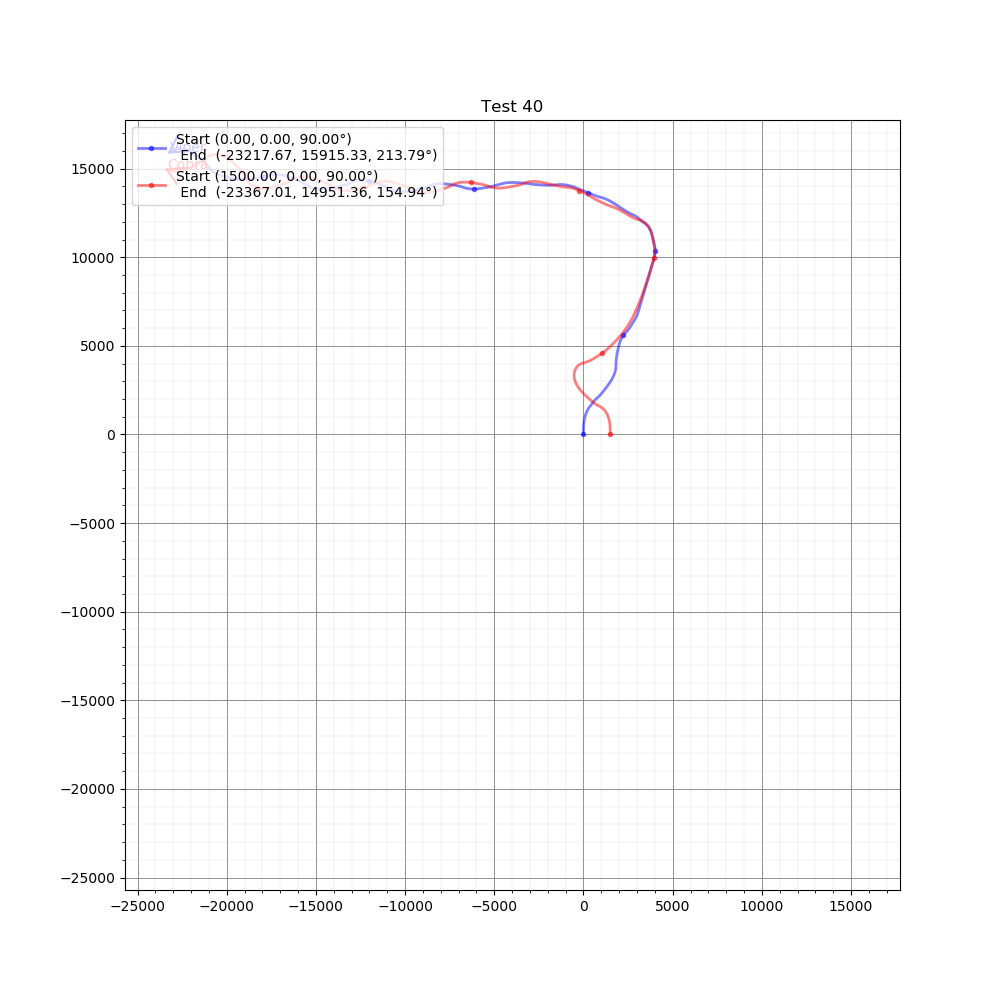 Test 40
Start (0.00, 0.00, 90.00°)
End (-23217.67, 15915.33, 213.79°)
Start (1500.00, 0.00, 90.00°)
End (-23367.01, 14951.36, 154.94°)
15000
10000
5000
0
−5000
−10000
−15000
−20000
−25000
−25000 −20000 −15000 −10000 −5000 0 5000 10000 15000